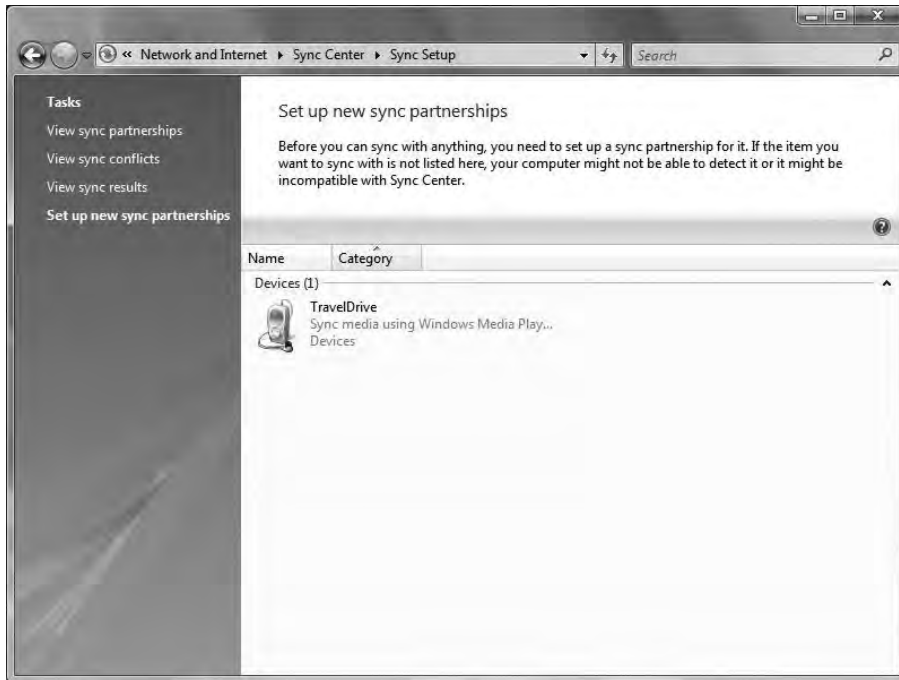 « Network and Internet ▸ Sync Center ▸ Sync Setup
Search
Tasks
View sync partnerships
View sync conflicts
View sync results
Set up new sync partnerships
Set up new sync partnerships
Before you can sync with anything, you need to set up a sync partnership for it. If the item you
want to sync with is not listed here, your computer might not be able to detect it or it might be
incompatible with Sync Center.
Name Category
Devices (1)
TravelDrive
Sync media using Windows Media Play...
Devices